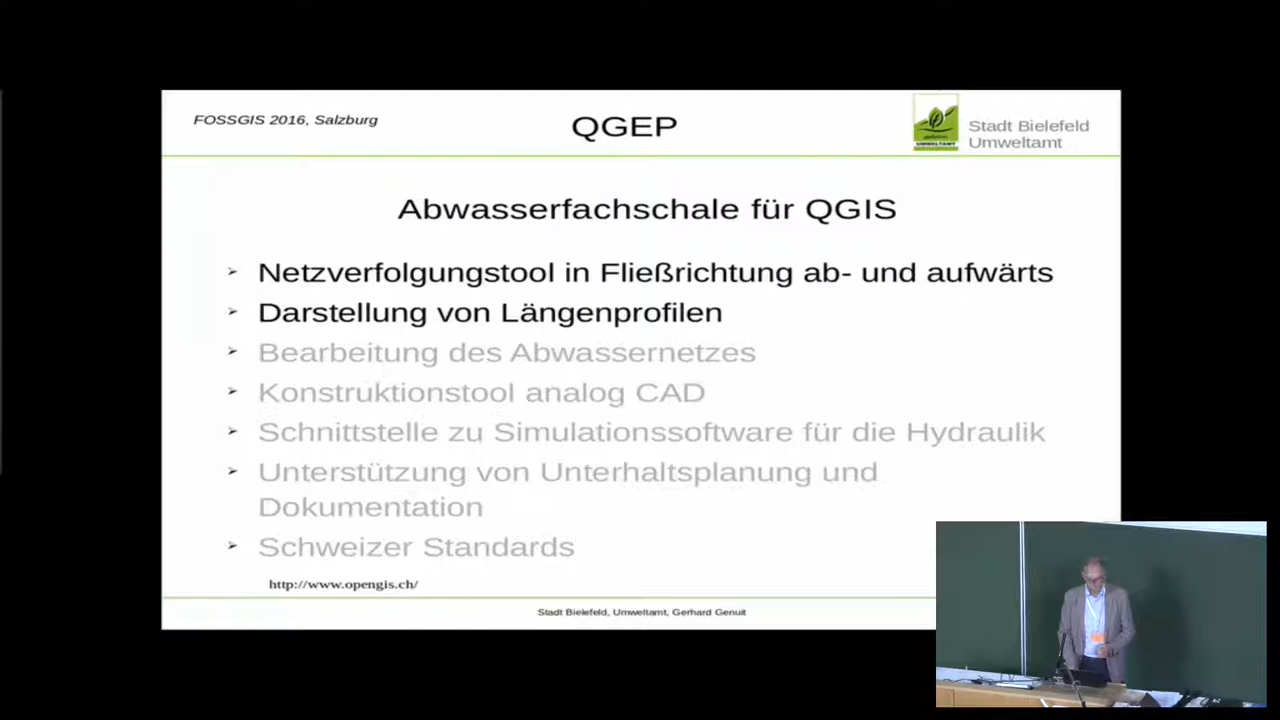 FOSSGIS 2016, Salzburg
QGEP
UMWELTAMT
Stadt Bielefeld
Umweltamt
Abwasserfachschale für QGIS
➢ Netzverfolgungstool in Fließrichtung ab- und aufwärts
➢ Darstellung von Längenprofilen
➢ Bearbeitung des Abwassernetzes
➢ Konstruktionstool analog CAD
➢ Schnittstelle zu Simulationssoftware für die Hydraulik
➢ Unterstützung von Unterhaltsplanung und
Dokumentation
➢ Schweizer Standards
http://www.opengis.ch/
Stadt Bielefeld, Umweltamt, Gerhard Genuit